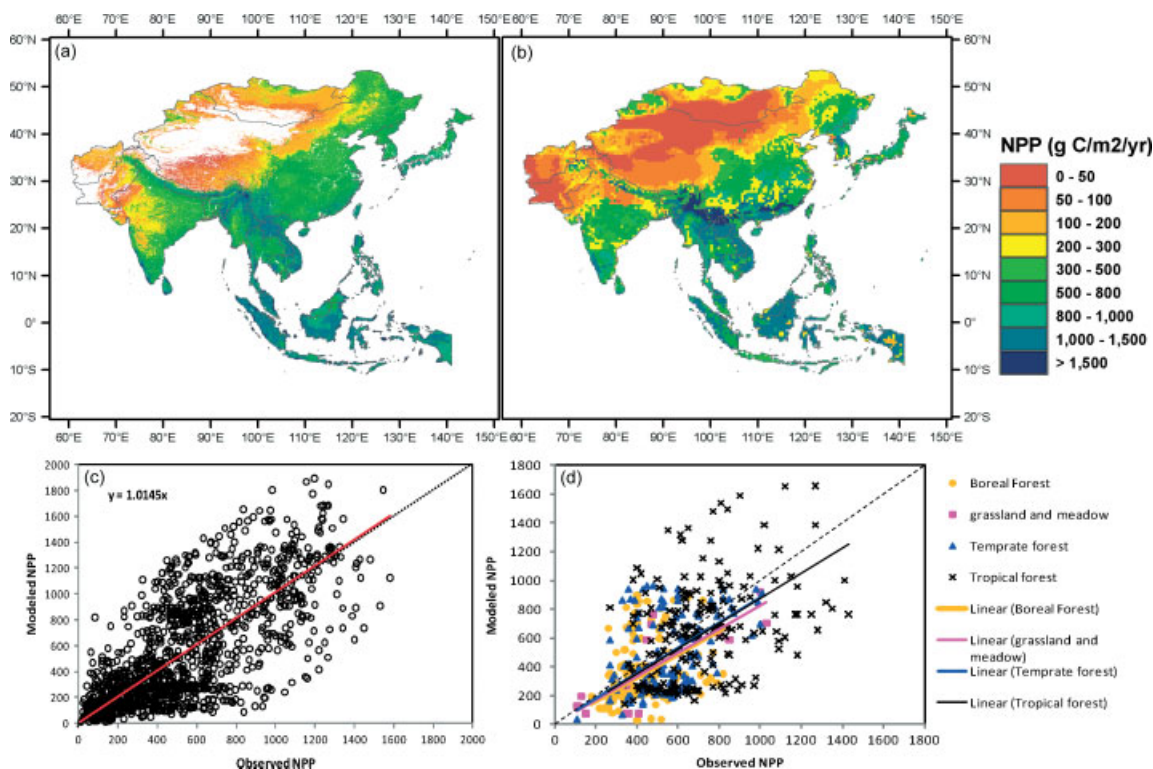 60°E 70°E 80°E 90°E 100°E 110°E 120°E 130°E 140°E 150°E 60°E 70°E 80°E 90°E 100°E 110°E 120°E 130°E 140°E 150°E
60°N (a) (b) 60°N
50°N 50°N
40°N 40°N
30°N 30°N
20°N 20°N
10°N 10°N
0° 0°
10°S 10°S
20°S 20°S
60°E 70°E 80°E 90°E 100°E 110°E 120°E 130°E 140°E 150°E 60°E 70°E 80°E 90°E 100°E 110°E 120°E 130°E 140°E 150°E
NPP (g C/m2/yr)
0 - 50
50 - 100
100 - 200
200 - 300
300 - 500
500 - 800
800 - 1,000
1,000 - 1,500
> 1,500
(c)
y = 1.0145x
Modeled NPP
2000
1800
1600
1400
1200
1000
800
600
400
200
0
0 200 400 600 800 1000 1200 1400 1600 1800 2000
Observed NPP
(d)
Modeled NPP
1800
1600
1400
1200
1000
800
600
400
200
0
0 200 400 600 800 1000 1200 1400 1600 1800
Observed NPP
Boreal Forest
grassland and meadow
Temprate forest
Tropical forest
Linear (Boreal Forest)
Linear (grassland and
meadow)
Linear (Temprate forest)
Linear (Tropical forest)